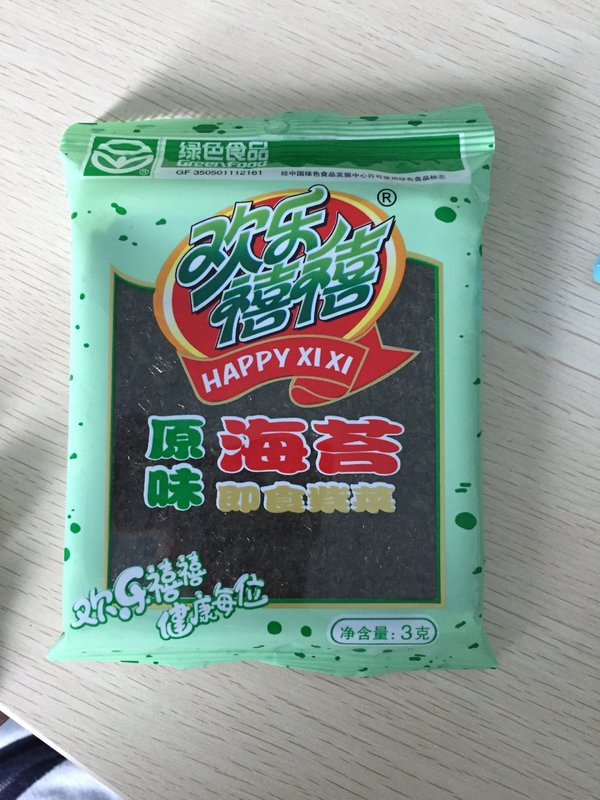 绿色食品
Green Food
GF 350501112161
经中国绿色食品发展中心许可使用绿色食品标志
®
欢乐
禧禧
HAPPY XI XI
原味
海苔
即食紫菜
欢乐禧禧
健康每位
净含量：3克